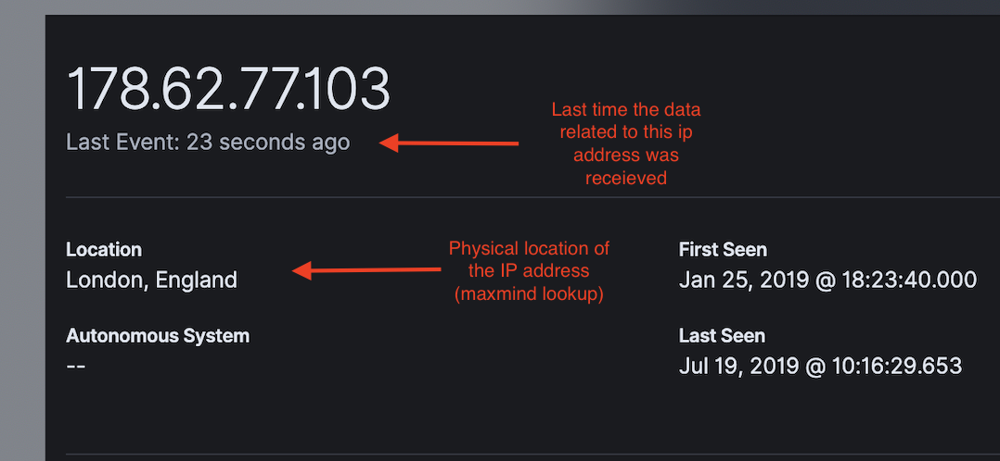 178.62.77.103
Last Event: 23 seconds ago
Last time the data
related to this ip
address was
receieved
Location
London, England
Physical location of
the IP address
(maxmind lookup)
First Seen
Jan 25, 2019 @ 18:23:40.000
Autonomous System
--
Last Seen
Jul 19, 2019 @ 10:16:29.653